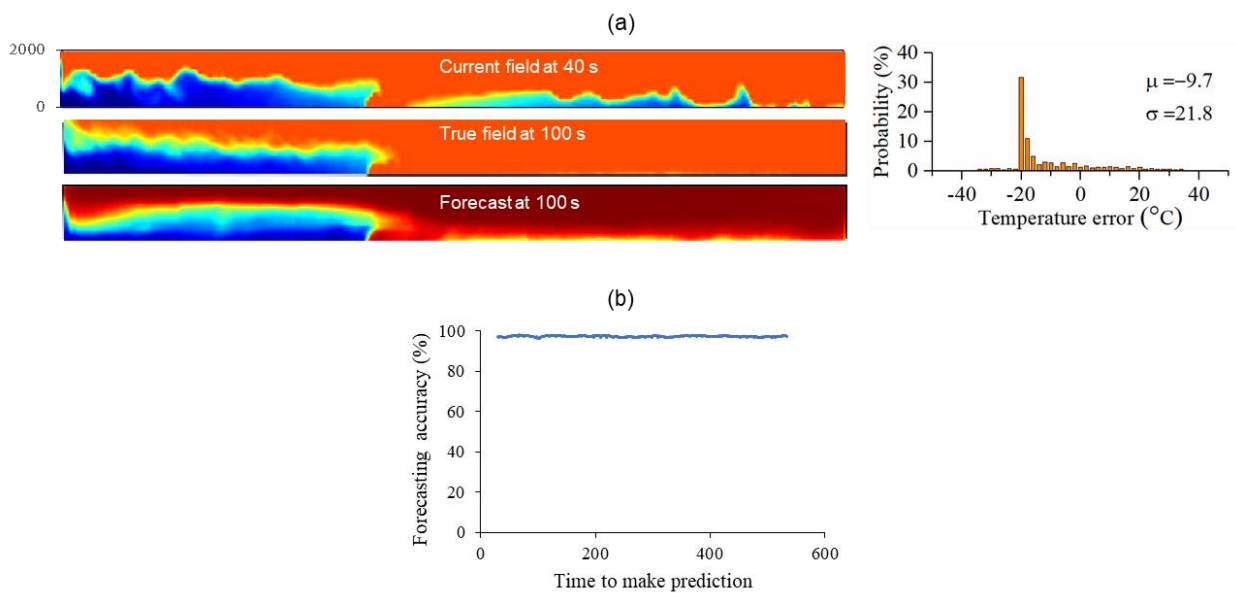 (a)
2000
0
Current field at 40 s
True field at 100 s
Forecast at 100 s
Probability (%)
40
30
20
10
0
μ =−9.7
σ =21.8
-40
-20
0
20
40
Temperature error (°C)
(b)
Forecasting accuracy (%)
100
80
60
40
20
0
0
200
400
600
Time to make prediction